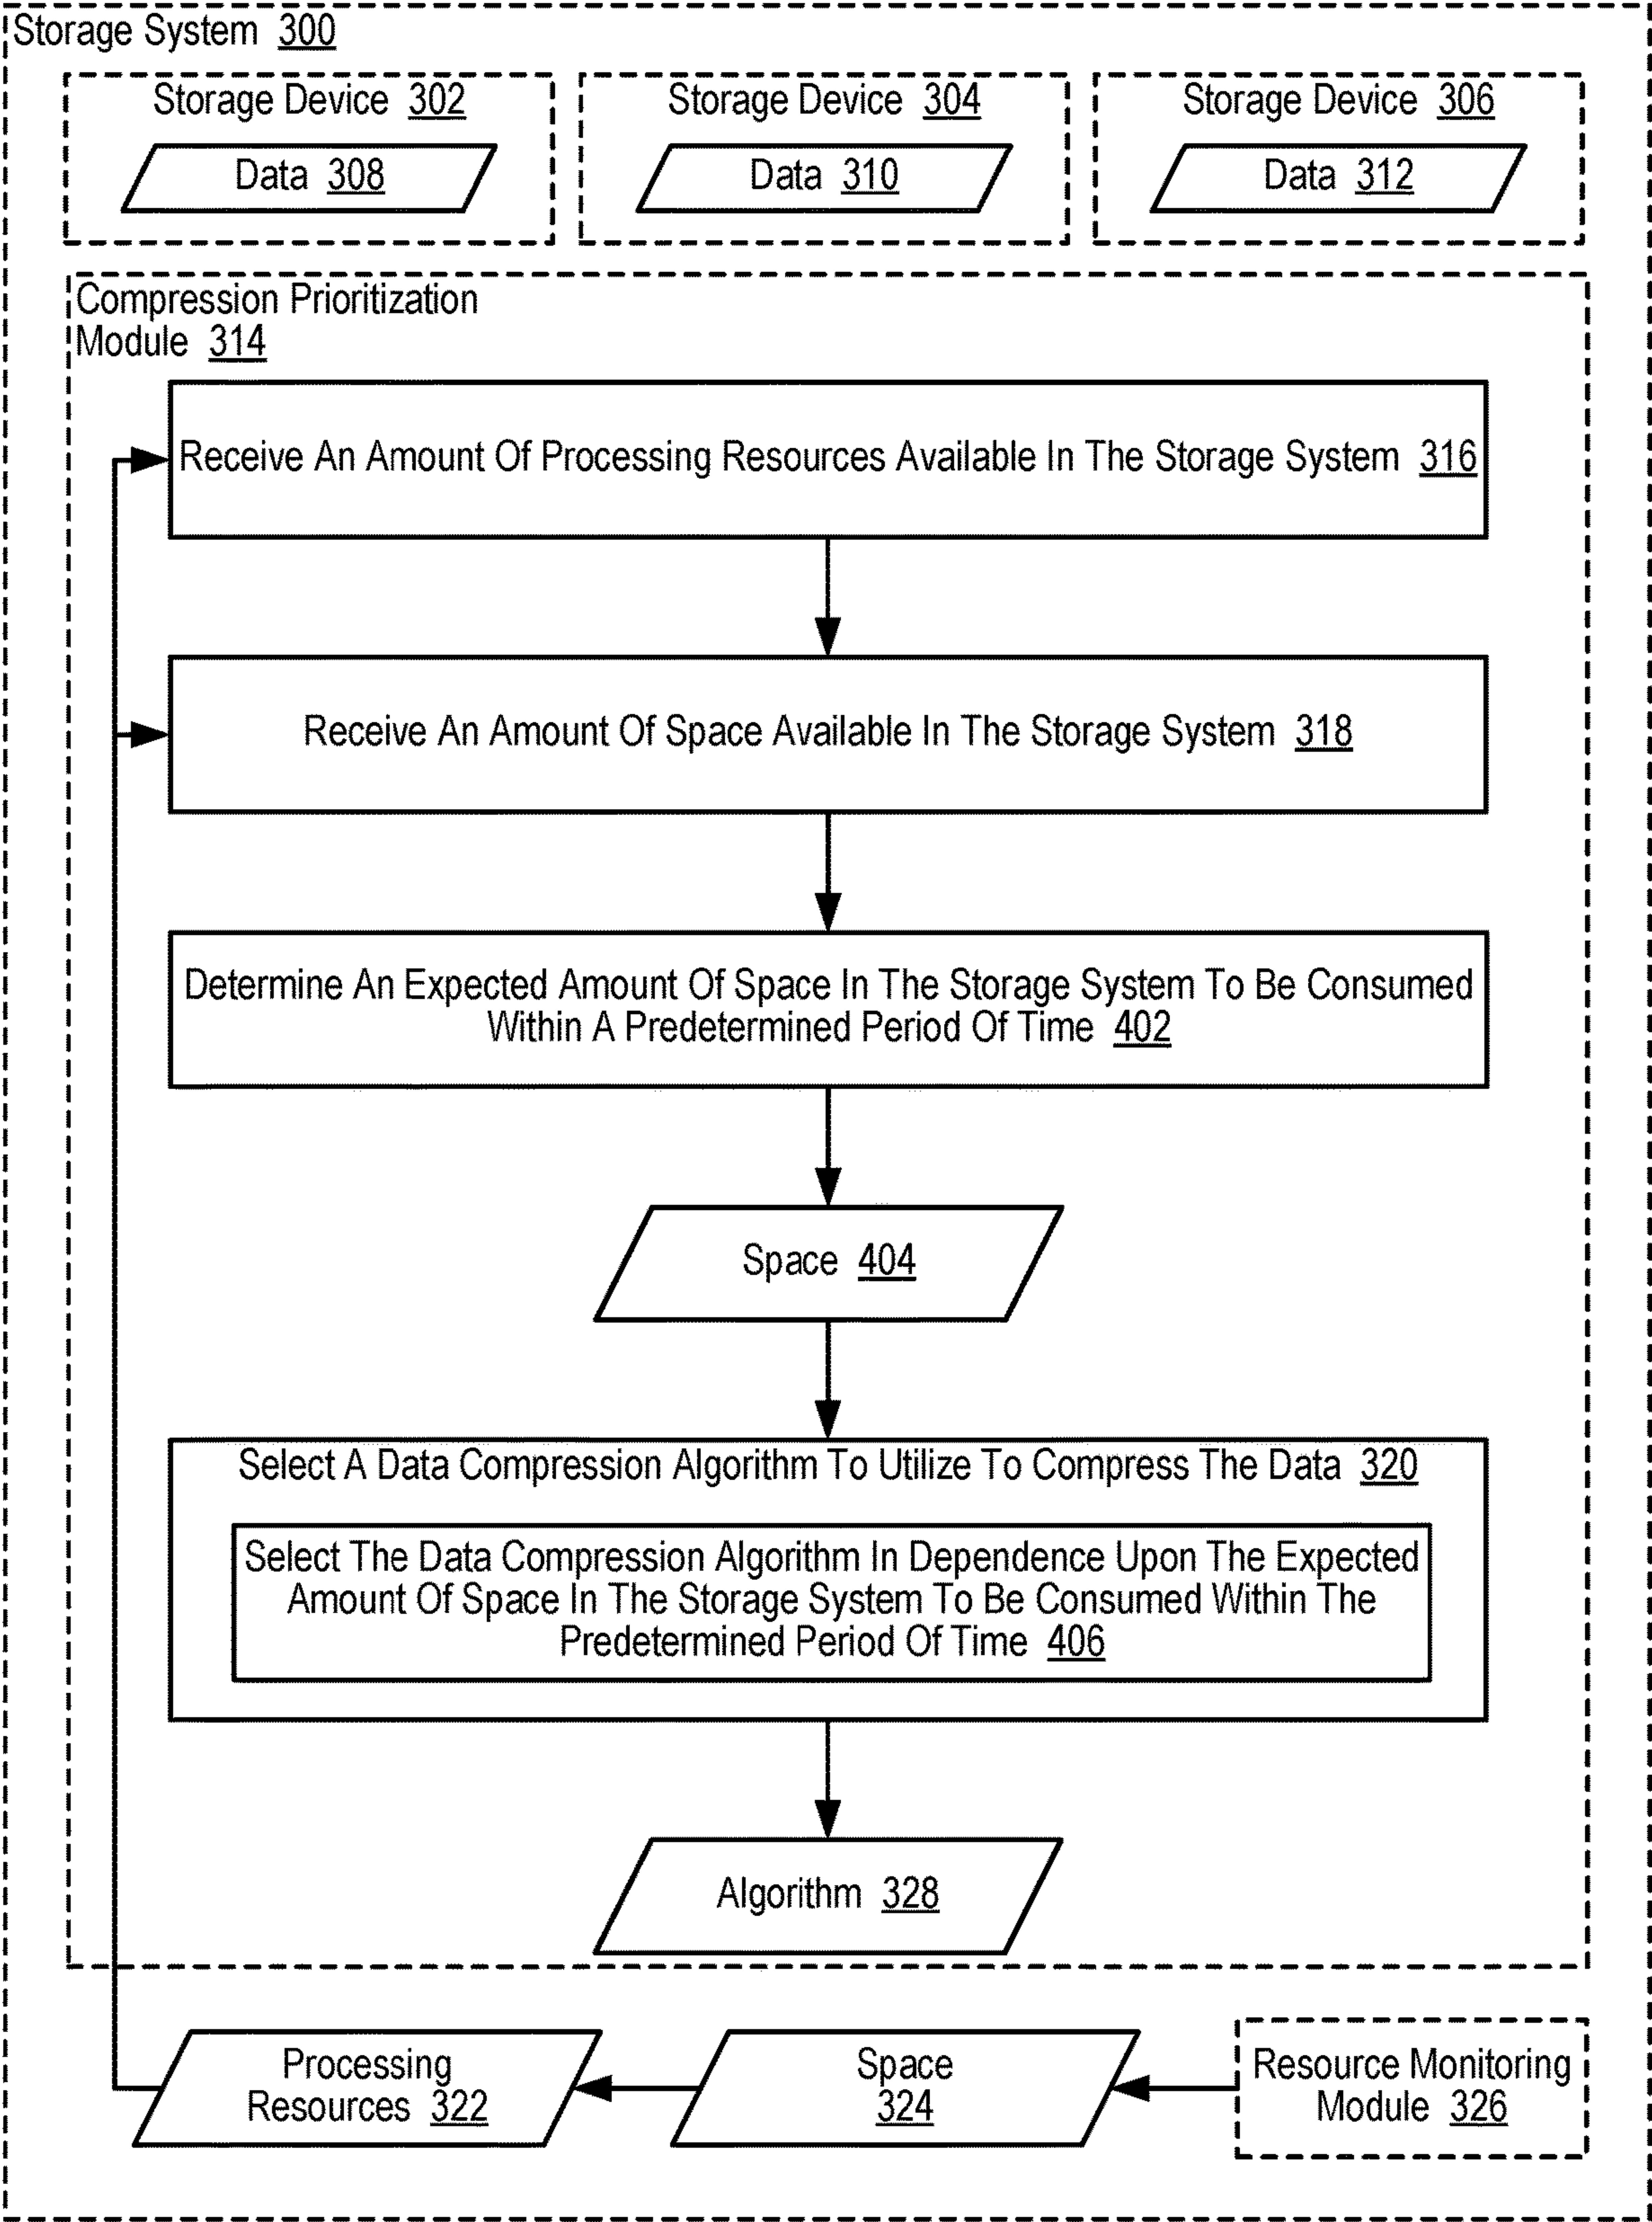 Storage System 300
Storage Device 302
Data 308
Storage Device 304
Data 310
Storage Device 306
Data 312
Compression Prioritization
Module 314
Receive An Amount Of Processing Resources Available In The Storage System 316
Receive An Amount Of Space Available In The Storage System 318
Determine An Expected Amount Of Space In The Storage System To Be Consumed
Within A Predetermined Period Of Time 402
Space 404
Select A Data Compression Algorithm To Utilize To Compress The Data 320
Select The Data Compression Algorithm In Dependence Upon The Expected
Amount Of Space In The Storage System To Be Consumed Within The
Predetermined Period Of Time 406
Algorithm 328
Processing
Resources 322
Space
324
Resource Monitoring
Module 326